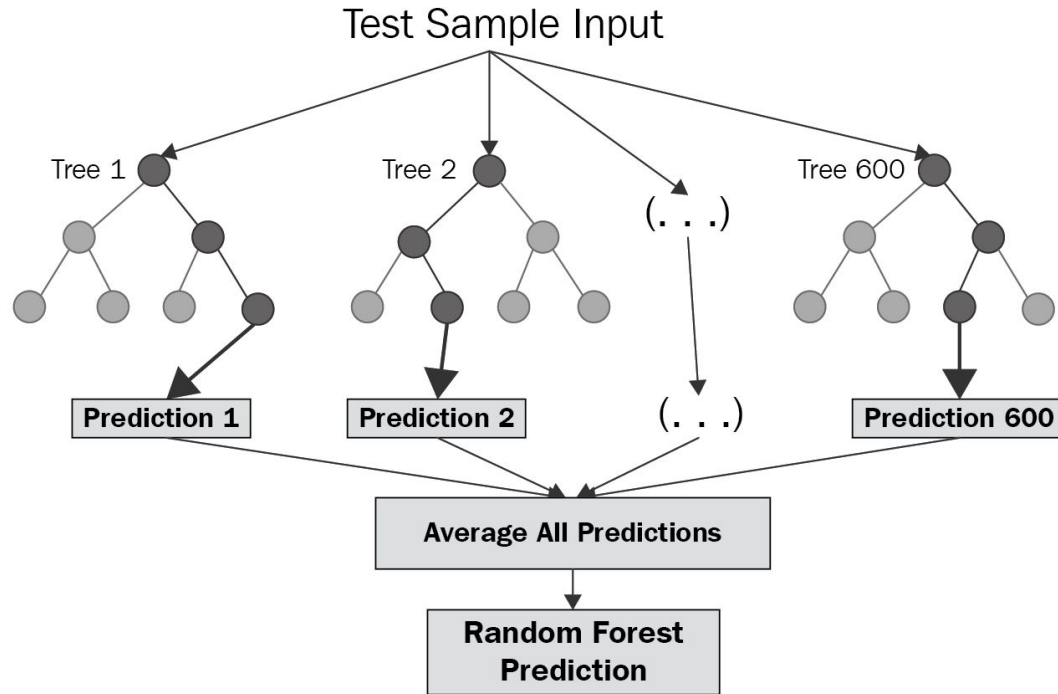 Test Sample Input
Tree 1
Tree 2
(. . .)
Tree 600
Prediction 1
Prediction 2
(. . .)
Prediction 600
Average All Predictions
Random Forest
Prediction